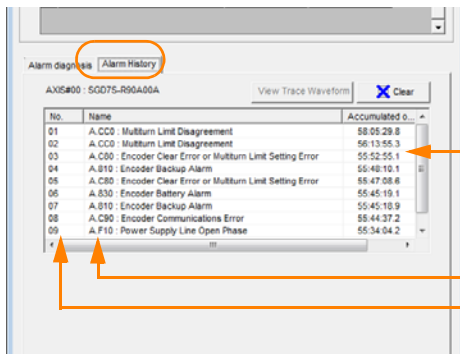 Alarm diagnosis Alarm History
AXIS#00 : SGD7S-R90A00A View Trace Waveform Clear
No. Name Accumulated o...
01 A.CC0 : Multiturn Limit Disagreement 58:05:29.8
02 A.CC0 : Multiturn Limit Disagreement 56:13:55.3
03 A.C80 : Encoder Clear Error or Multiturn Limit Setting Error 55:52:55.1
04 A.810 : Encoder Backup Alarm 55:48:10.1
05 A.C80 : Encoder Clear Error or Multiturn Limit Setting Error 55:47:08.6
06 A.830 : Encoder Battery Alarm 55:45:19.1
07 A.810 : Encoder Backup Alarm 55:45:18.9
08 A.C90 : Encoder Communications Error 55:44:37.2
09 A.F10 : Power Supply Line Open Phase 55:34:04.2